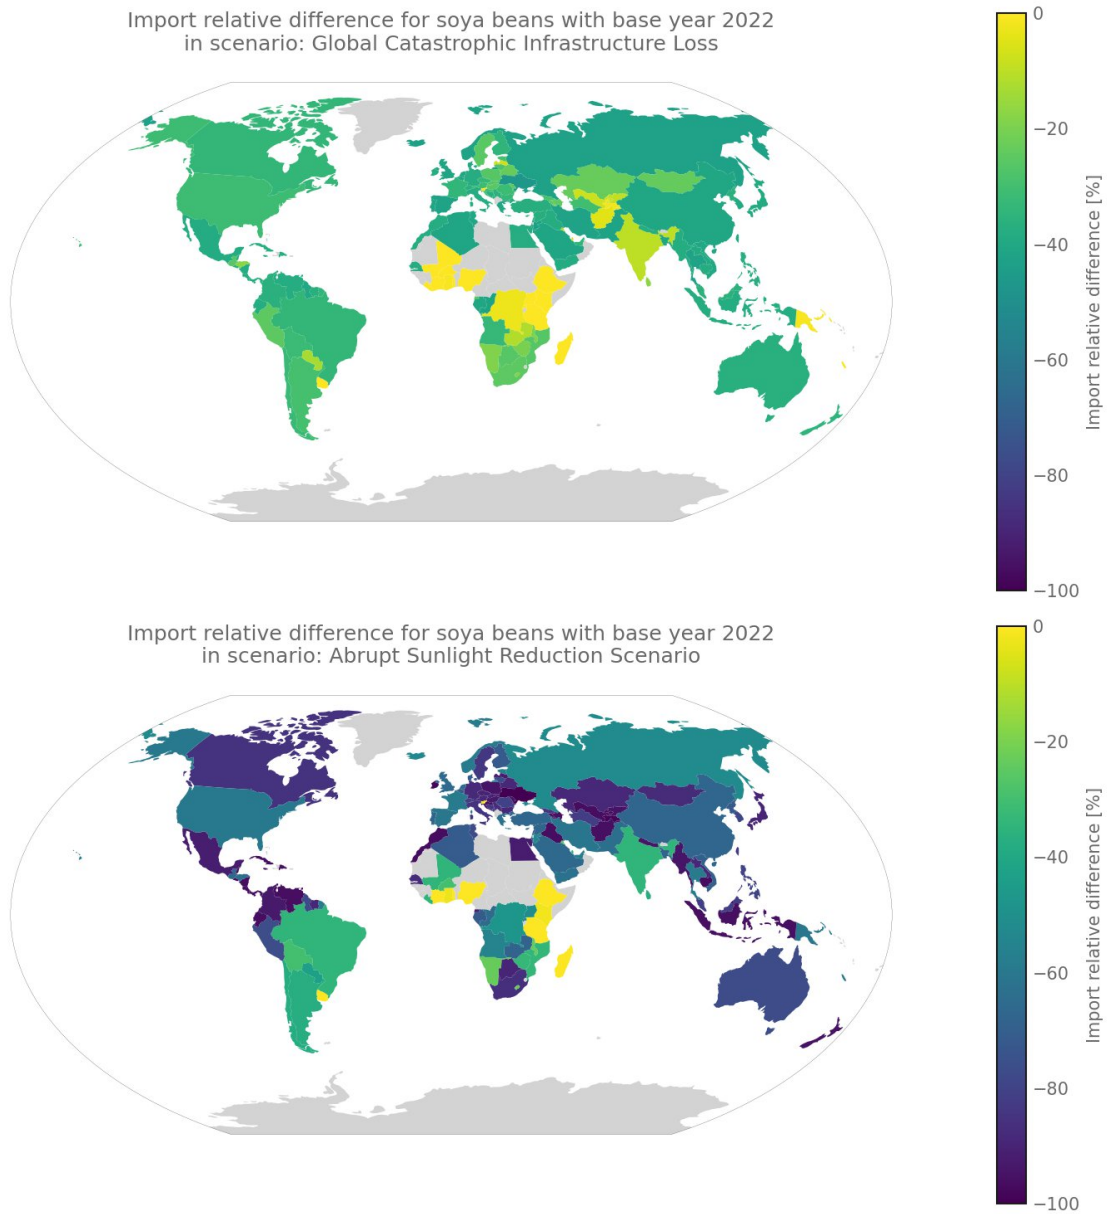 Import relative difference for soya beans with base year 2022
in scenario: Global Catastrophic Infrastructure Loss
0
−20
−40
−60
−80
−100
Import relative difference [%]
Import relative difference for soya beans with base year 2022
in scenario: Abrupt Sunlight Reduction Scenario
0
−20
−40
−60
−80
−100
Import relative difference [%]